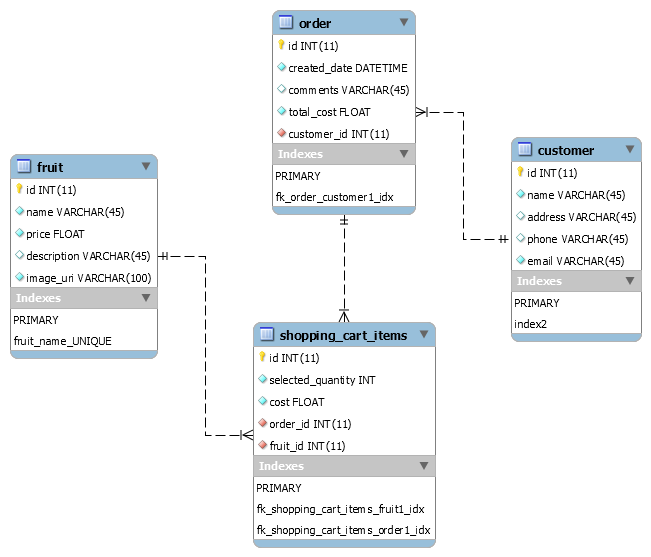 order
id INT(11)
created_date DATETIME
comments VARCHAR(45)
total_cost FLOAT
customer_id INT(11)
Indexes
PRIMARY
fk_order_customer1_idx
fruit
id INT(11)
name VARCHAR(45)
price FLOAT
description VARCHAR(45)
image_uri VARCHAR(100)
Indexes
PRIMARY
fruit_name_UNIQUE
customer
id INT(11)
name VARCHAR(45)
address VARCHAR(45)
phone VARCHAR(45)
email VARCHAR(45)
Indexes
PRIMARY
index2
shopping_cart_items
id INT(11)
selected_quantity INT
cost FLOAT
order_id INT(11)
fruit_id INT(11)
Indexes
PRIMARY
fk_shopping_cart_items_fruit1_idx
fk_shopping_cart_items_order1_idx